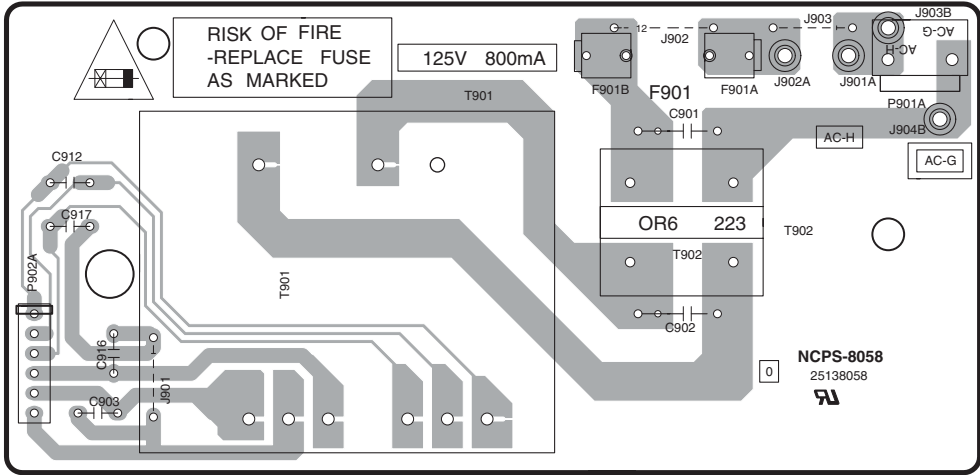 RISK OF FIRE
-REPLACE FUSE
AS MARKED
125V 800mA
T901
F901B
12
J902
F901
F901A
J902A
J903
J901A
J903B
AC-G
AC-H
P901A
J904B
C901
AC-H
AC-G
C912
C917
P902A
T901
OR6 223
T902
T902
C902
C916
J901
C903
0
NCPS-8058
25138058